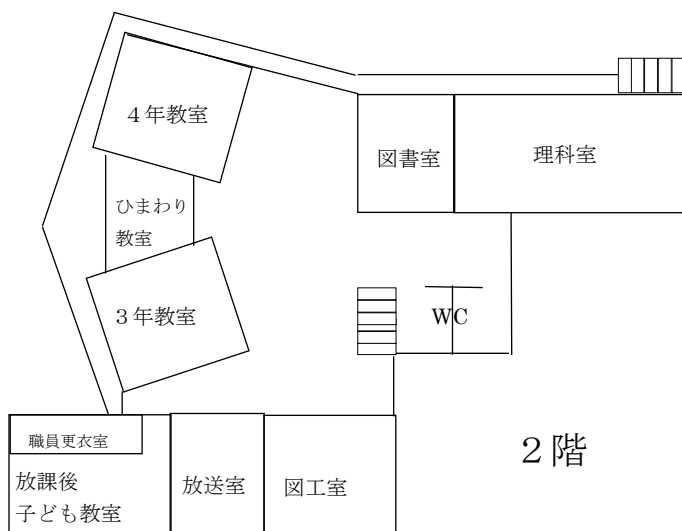 ４年教室
図書室
理科室
ひまわり
教室
３年教室
WC
職員更衣室
放課後
子ども教室
放送室
図工室
２階